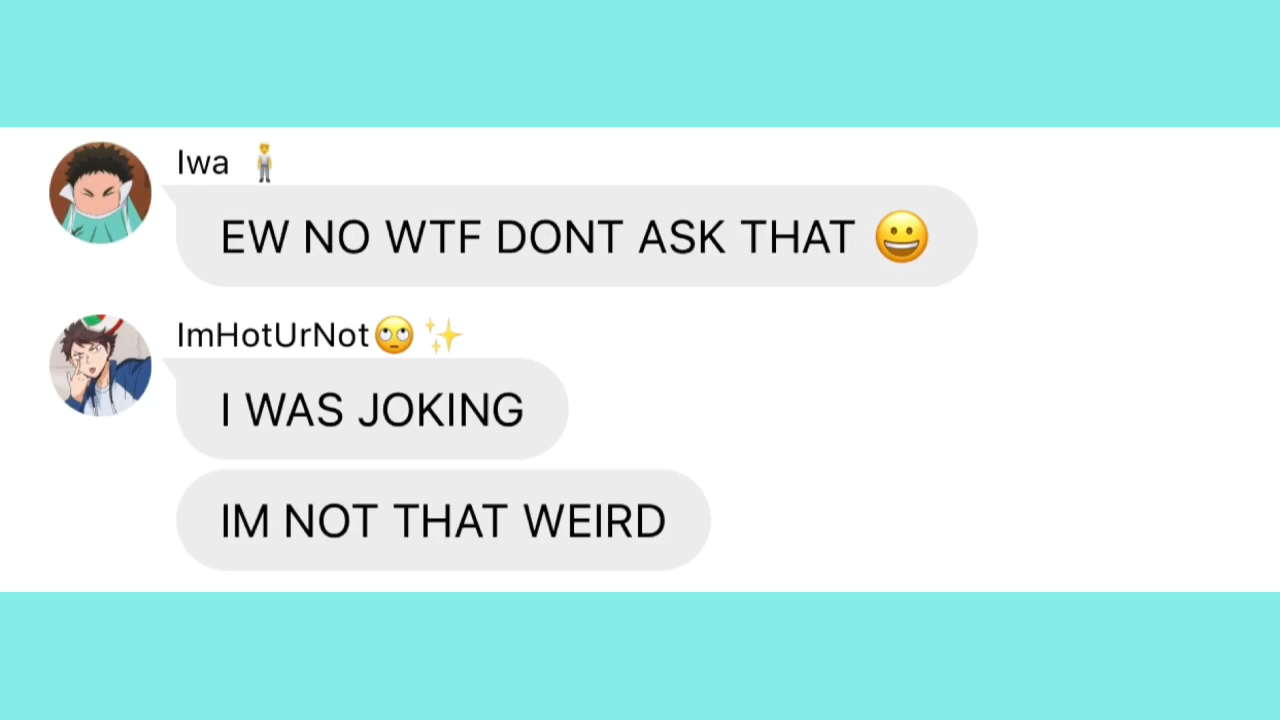 Iwa 🧍
EW NO WTF DONT ASK THAT 😀
ImHotUrNot🙄 ✨
I WAS JOKING
IM NOT THAT WEIRD